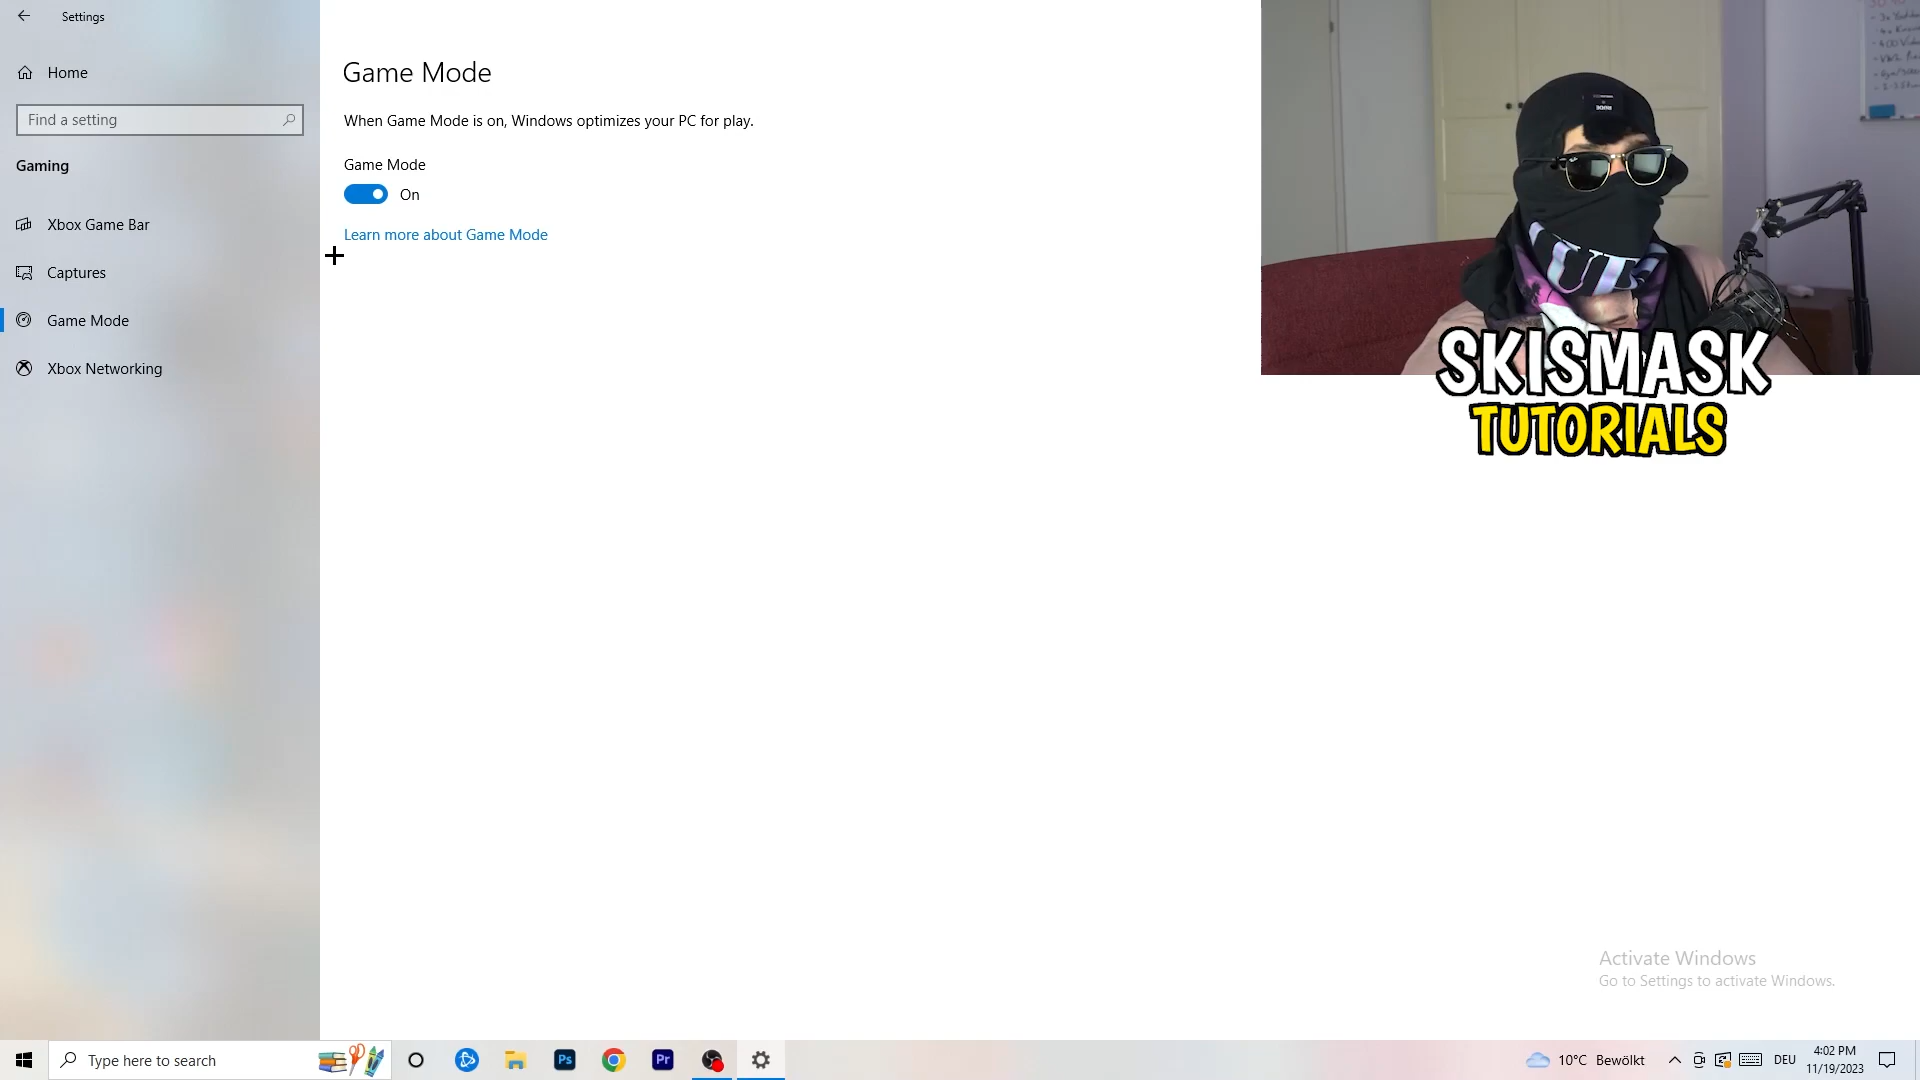 Settings
Home
Find a setting
Gaming
Xbox Game Bar
Captures
Game Mode
Xbox Networking
Game Mode
When Game Mode is on, Windows optimizes your PC for play.
Game Mode
On
Learn more about Game Mode
SKISMASK
TUTORIALS
Activate Windows
Go to Settings to activate Windows.
Type here to search
Ps
Pr
10°C Bewölkt
DEU
4:02 PM
11/19/2023